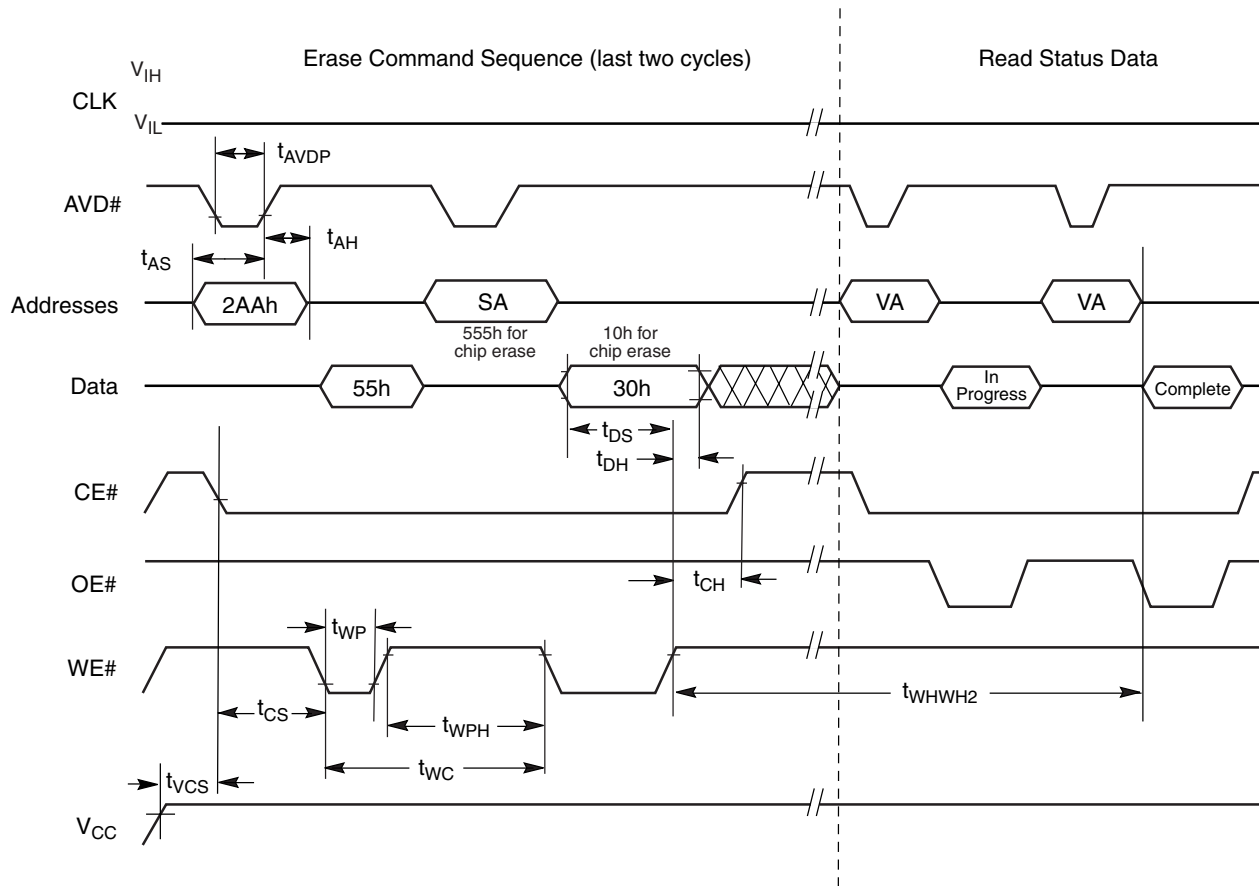 Erase Command Sequence (last two cycles)
Read Status Data
VIH
CLK
VIL
tAVDP
AVD#
tAH
tAS
Addresses
2AAh
SA
VA
VA
555h for
chip erase
10h for
chip erase
Data
55h
30h
In
Progress
Complete
tDS
tDH
CE#
OE#
tCH
tWP
WE#
tWHWH2
tCS
tWPH
tWC
tVCS
VCC